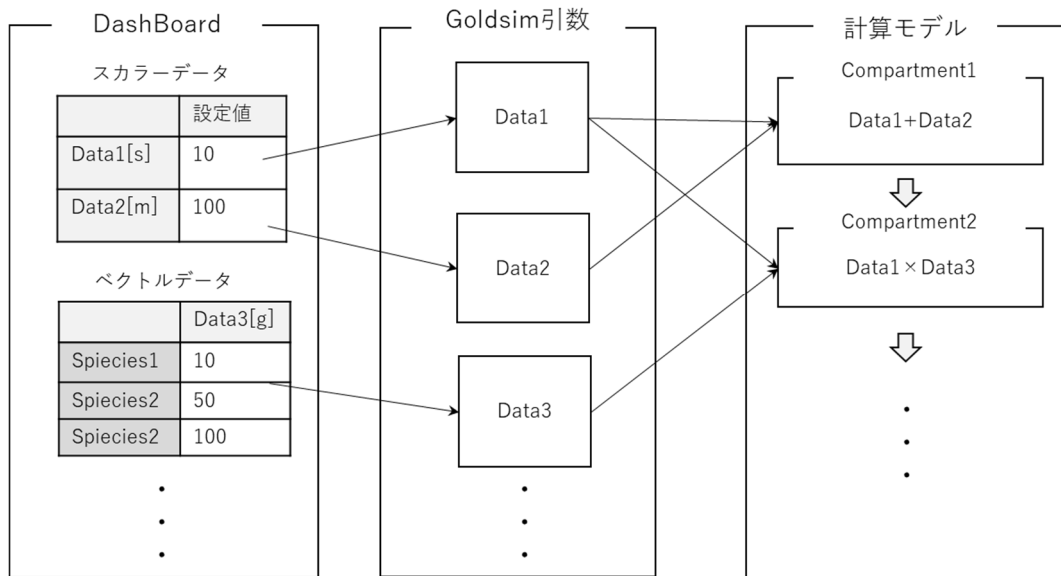 DashBoard
スカラーデータ
設定値
Data1[s] 10
Data2[m] 100
ベクトルデータ
Data3[g]
Spiecies1 10
Spiecies2 50
Spiecies2 100
・
・
・
Goldsim引数
Data1
Data2
Data3
・
・
・
計算モデル
Compartment1
Data1+Data2
Compartment2
Data1×Data3
・
・
・